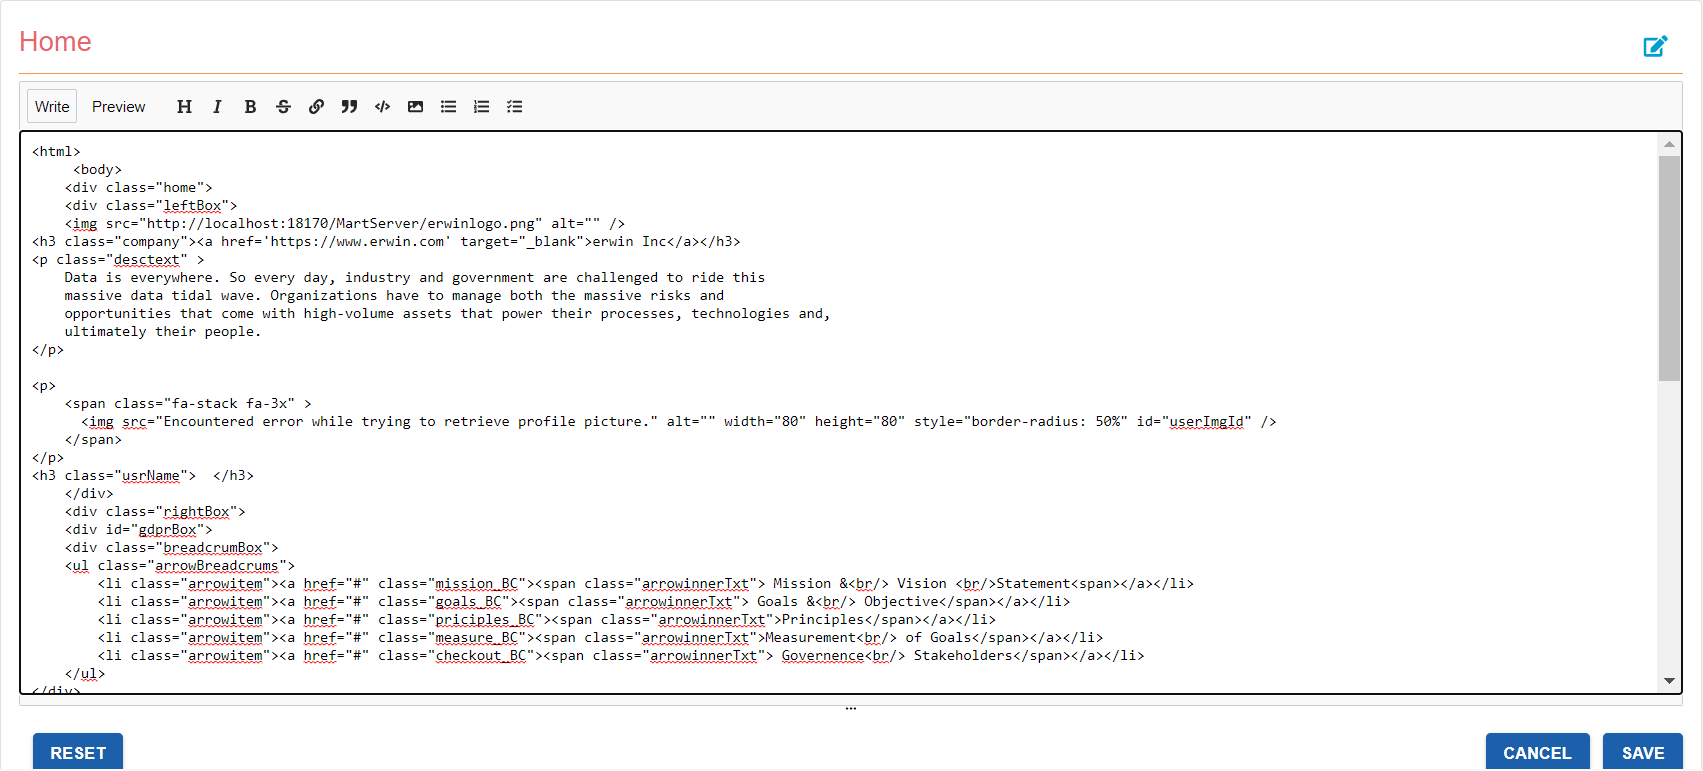 Home
Write Preview H I B S
<html>
<body>
<div class="home">
<div class="leftBox">
<img src="http://localhost:18170/MartServer/erwinlogo.png" alt="" />
<h3 class="company"><a href='https://www.erwin.com' target="_blank">erwin Inc</a></h3>
<p class="desctext" >
Data is everywhere. So every day, industry and government are challenged to ride this
massive data tidal wave. Organizations have to manage both the massive risks and
opportunities that come with high-volume assets that power their processes, technologies and,
ultimately their people.
</p>
<p>
<span class="fa-stack fa-3x" >
<img src="Encountered error while trying to retrieve profile picture." alt="" width="80" height="80" style="border-radius: 50%" id="userImgId" />
</span>
</p>
<h3 class="usrName">  </h3>
</div>
<div class="rightBox">
<div id="gdprBox">
<div class="breadcrumBox">
<ul class="arrowBreadcrums">
<li class="arrowitem"><a href="#" class="mission_BC"><span class="arrowinnerTxt"> Mission &<br/> Vision <br/>Statement<span></a></li>
<li class="arrowitem"><a href="#" class="goals_BC"><span class="arrowinnerTxt"> Goals &<br/> Objective</span></a></li>
<li class="arrowitem"><a href="#" class="priciples_BC"><span class="arrowinnerTxt">Principles</span></a></li>
<li class="arrowitem"><a href="#" class="measure_BC"><span class="arrowinnerTxt">Measurement<br/> of Goals</span></a></li>
<li class="arrowitem"><a href="#" class="checkout_BC"><span class="arrowinnerTxt"> Governence<br/> Stakeholders</span></a></li>
</ul>
</div>
RESET CANCEL SAVE